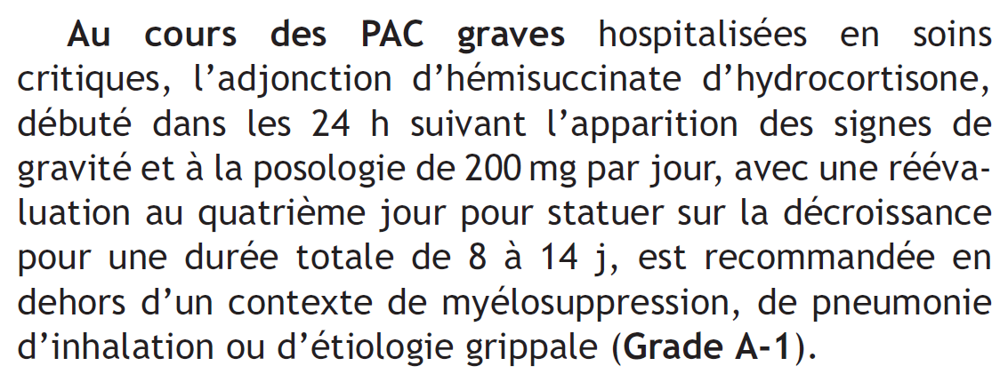 Au cours des PAC graves hospitalisées en soins
critiques, l’adjonction d’hémisuccinate d’hydrocortisone,
débuté dans les 24 h suivant l’apparition des signes de
gravité et à la posologie de 200 mg par jour, avec une rééva-
luation au quatrième jour pour statuer sur la décroissance
pour une durée totale de 8 à 14 j, est recommandée en
dehors d’un contexte de myélosuppression, de pneumonie
d’inhalation ou d’étiologie grippale (Grade A-1).